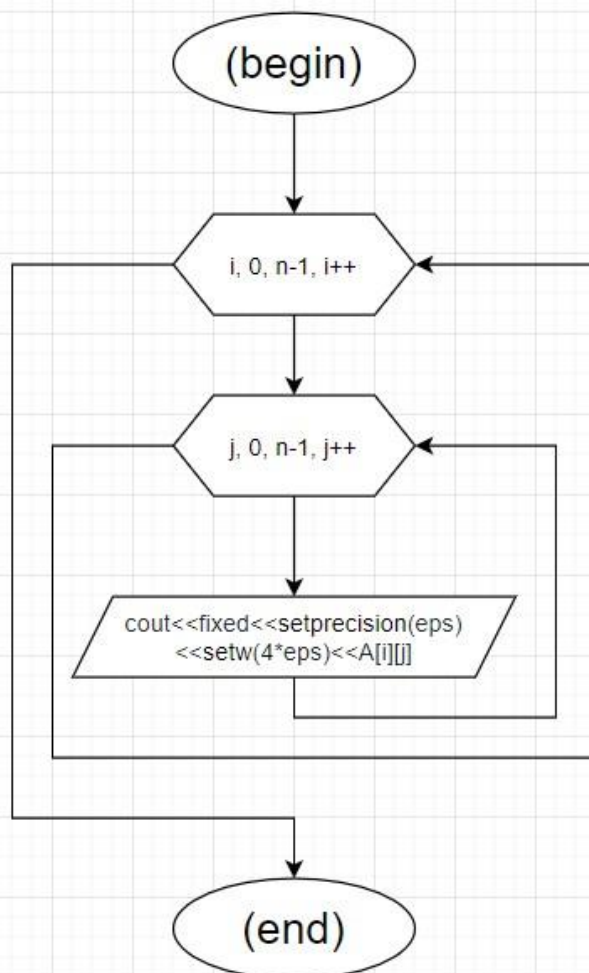 (begin)
i, 0, n-1, i++
j, 0, n-1, j++
cout<<fixed<<setprecision(eps)
<<setw(4*eps)<<A[i][j]
(end)